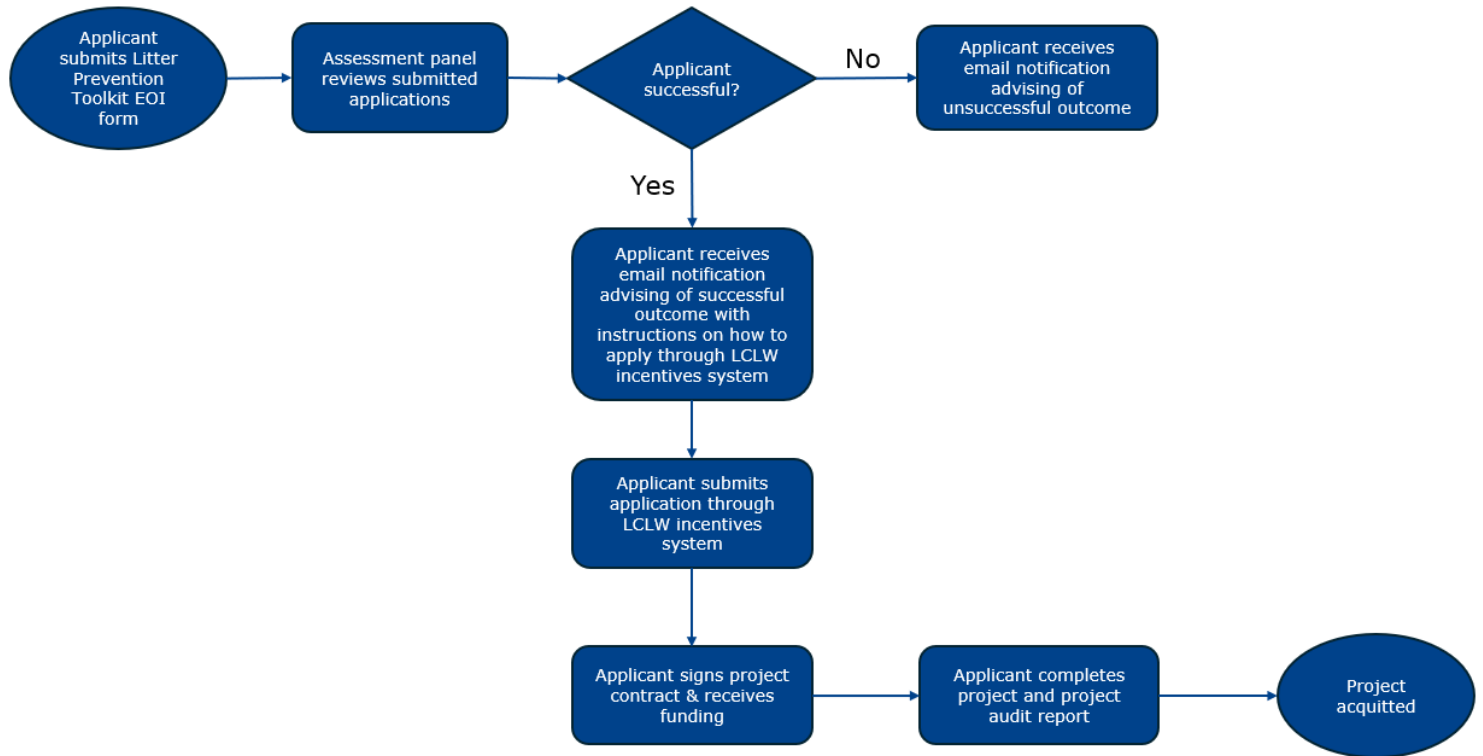 Applicant
submits Litter
Prevention
Toolkit EOI
form
Assessment panel
reviews submitted
applications
Applicant
successful?
No
Applicant receives
email notification
advising of
unsuccessful outcome
Yes
Applicant receives
email notification
advising of successful
outcome with
instructions on how to
apply through LCLW
incentives system
Applicant submits
application through
LCLW incentives
system
Applicant signs project
contract & receives
funding
Applicant completes
project and project
audit report
Project
acquitted